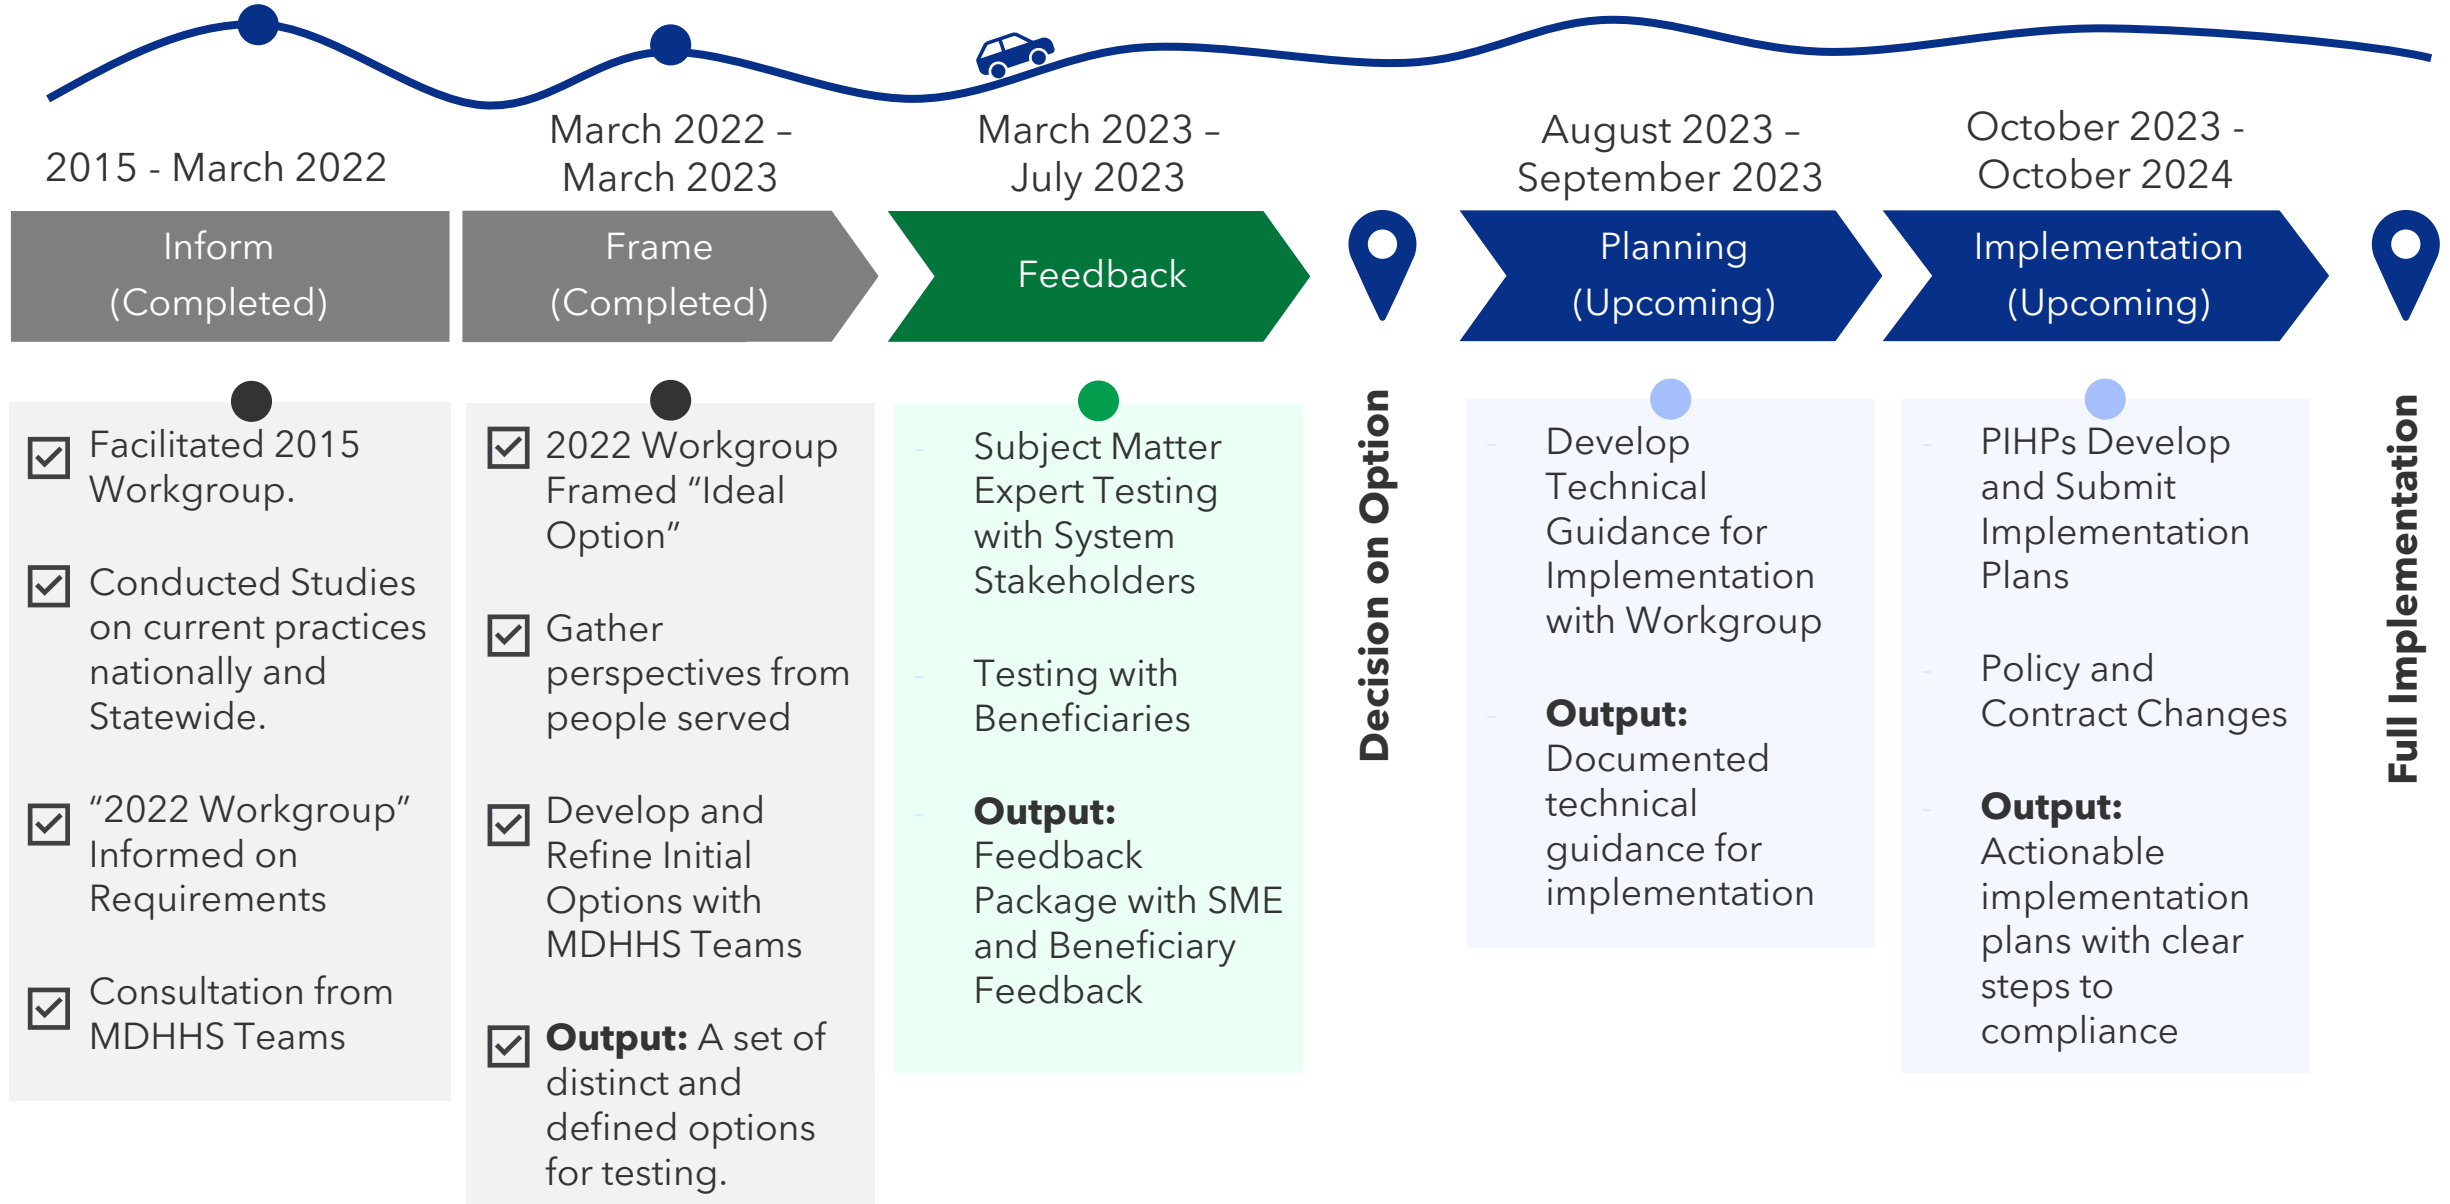 2015 - March 2022
Inform
(Completed)
Facilitated 2015
Workgroup.
Conducted Studies
on current practices
nationally and
Statewide.
“2022 Workgroup”
Informed on
Requirements
Consultation from
MDHHS Teams
March 2022 –
March 2023
Frame
(Completed)
2022 Workgroup
Framed “Ideal
Option”
Gather
perspectives from
people served
Develop and
Refine Initial
Options with
MDHHS Teams
Output: A set of
distinct and
defined options
for testing.
March 2023 –
July 2023
Feedback
- Subject Matter
Expert Testing
with System
Stakeholders
- Testing with
Beneficiaries
- Output:
Feedback
Package with SME
and Beneficiary
Feedback
Decision on Option
August 2023 –
September 2023
Planning
(Upcoming)
- Develop
Technical
Guidance for
Implementation
with Workgroup
- Output:
Documented
technical
guidance for
implementation
October 2023 -
October 2024
Implementation
(Upcoming)
- PIHPs Develop
and Submit
Implementation
Plans
- Policy and
Contract Changes
- Output:
Actionable
implementation
plans with clear
steps to
compliance
Full Implementation